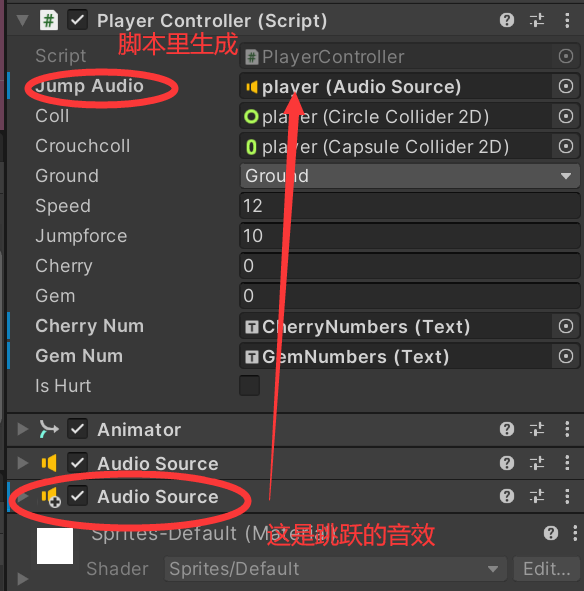 Player Controller (Script)
脚本里生成
Script PlayerController
Jump Audio player (Audio Source)
Coll player (Circle Collider 2D)
Crouchcoll player (Capsule Collider 2D)
Ground Ground
Speed 12
Jumpforce 10
Cherry 0
Gem 0
Cherry Num CherryNumbers (Text)
Gem Num GemNumbers (Text)
Is Hurt
Animator
Audio Source
Audio Source
这是跳跃的音效
Sprites-Default (Material)
Shader Sprites/Default Edit...